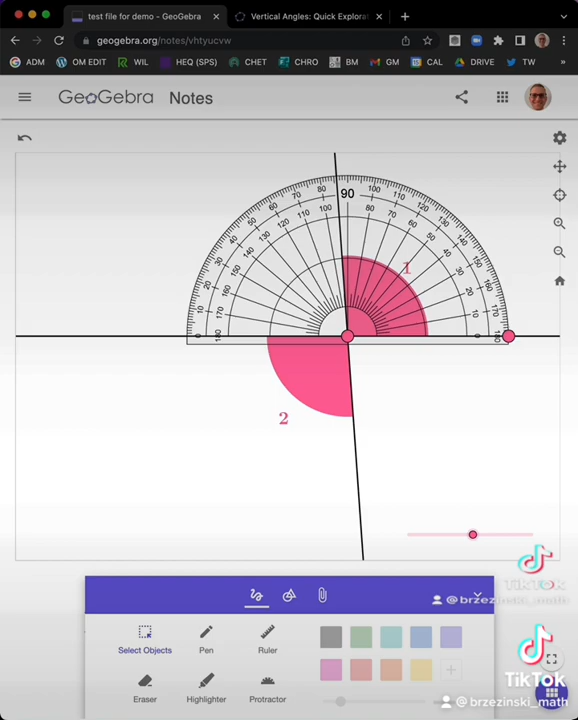 test file for demo - GeoGebra
Vertical Angles: Quick Explorat
geogebra.org/notes/vhtyucvw
ADM
OM EDIT
WIL
HEQ (SPS)
CHET
CHRO
BM
GM
CAL
DRIVE
TW
GeoGebra
Notes
90
1
2
TikTok
@brzezinski_math
Select Objects
Pen
Ruler
Eraser
Highlighter
Protractor
TikTok
@brzezinski_math